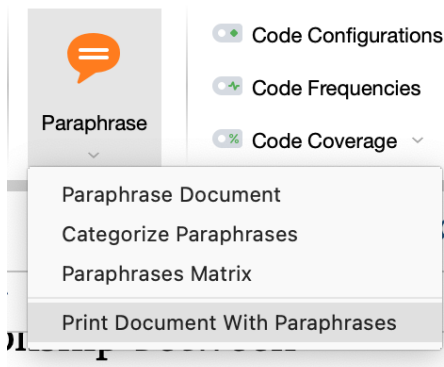 Code Configurations
Code Frequencies
Paraphrase
Code Coverage
Paraphrase Document
Categorize Paraphrases
Paraphrases Matrix
Print Document With Paraphrases